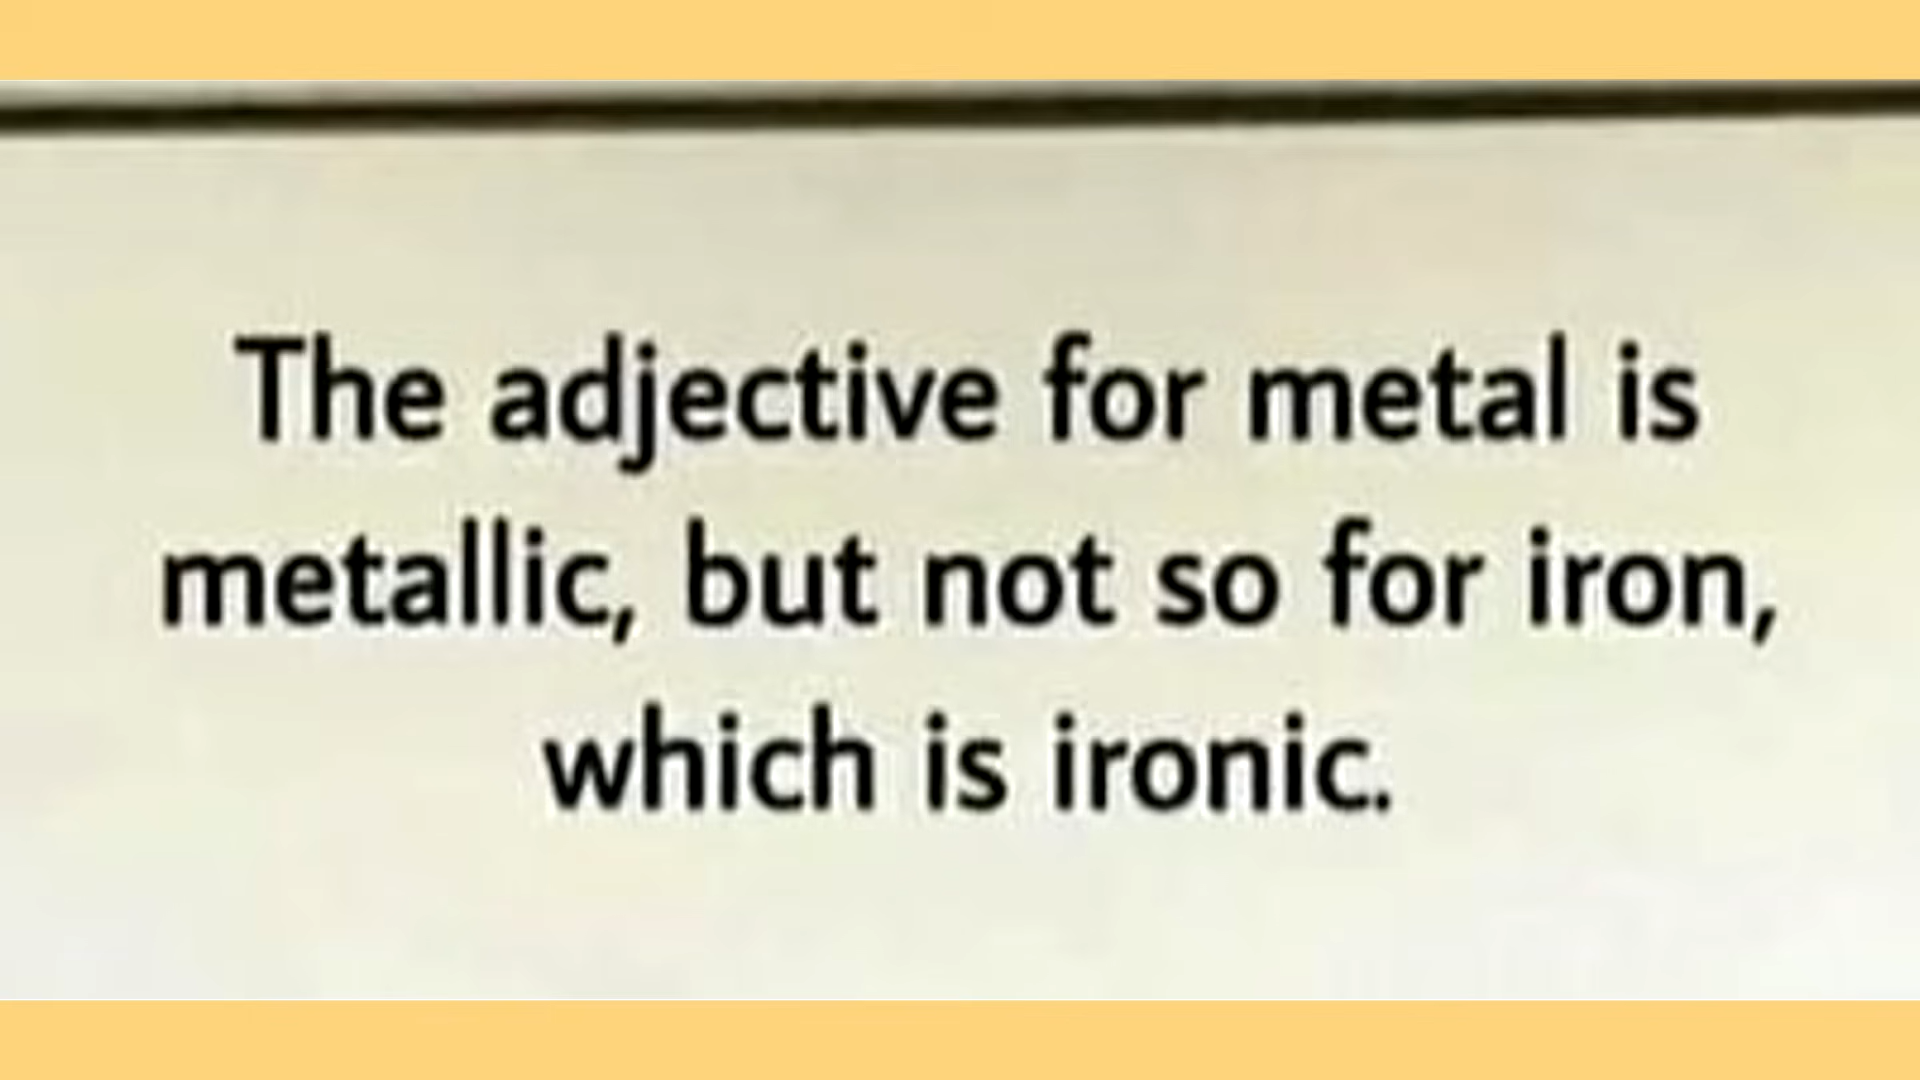 The adjective for metal is
metallic, but not so for iron,
which is ironic.